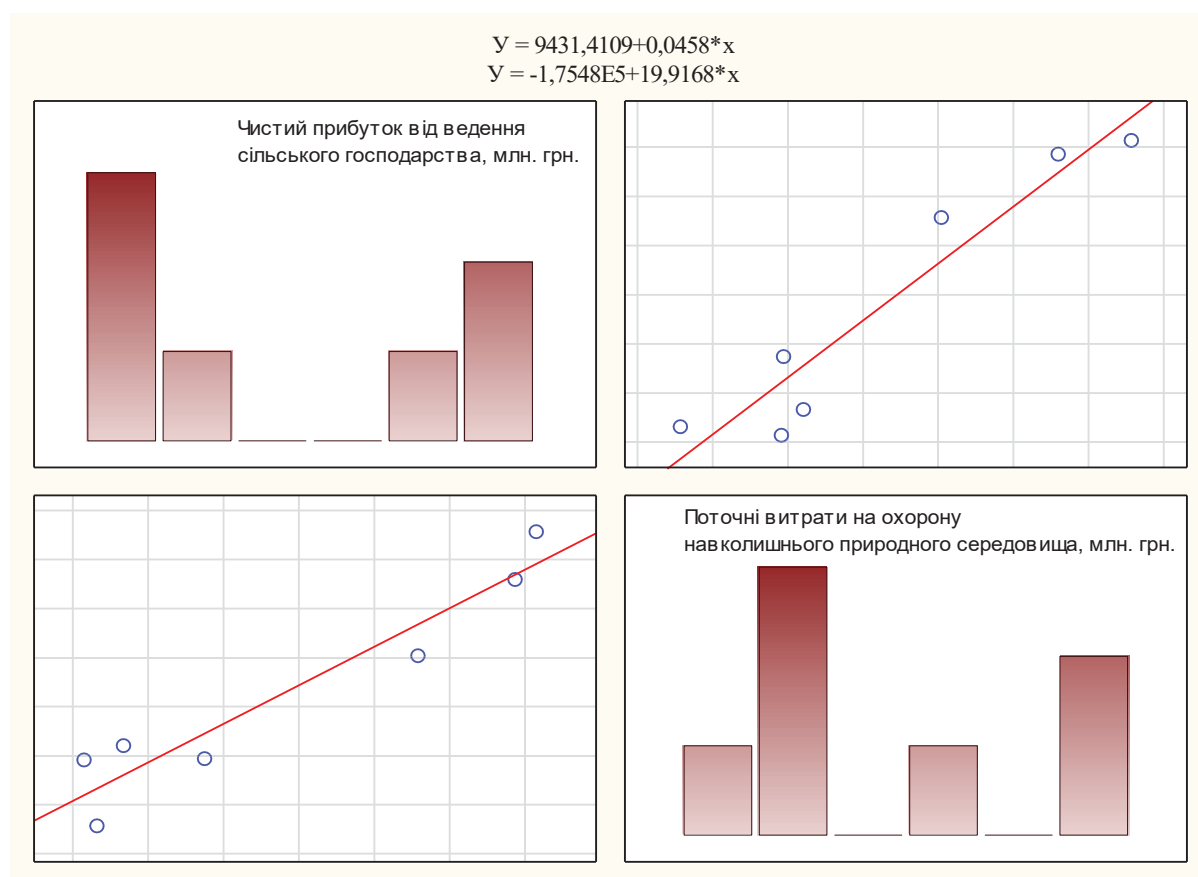 У = 9431,4109+0,0458*x
У = -1,7548E5+19,9168*x
Чистий прибуток від ведення
сільського господарства, млн. грн.
Поточні витрати на охорону
навколишнього природного середовища, млн. грн.